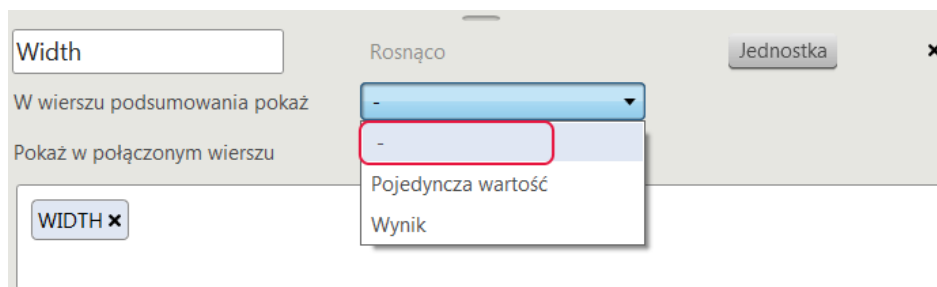 Width Rosnąco Jednostka ×
W wierszu podsumowania pokaż -
-
Pokaż w połączonym wierszu
Pojedyncza wartość
WIDTH ×
Wynik